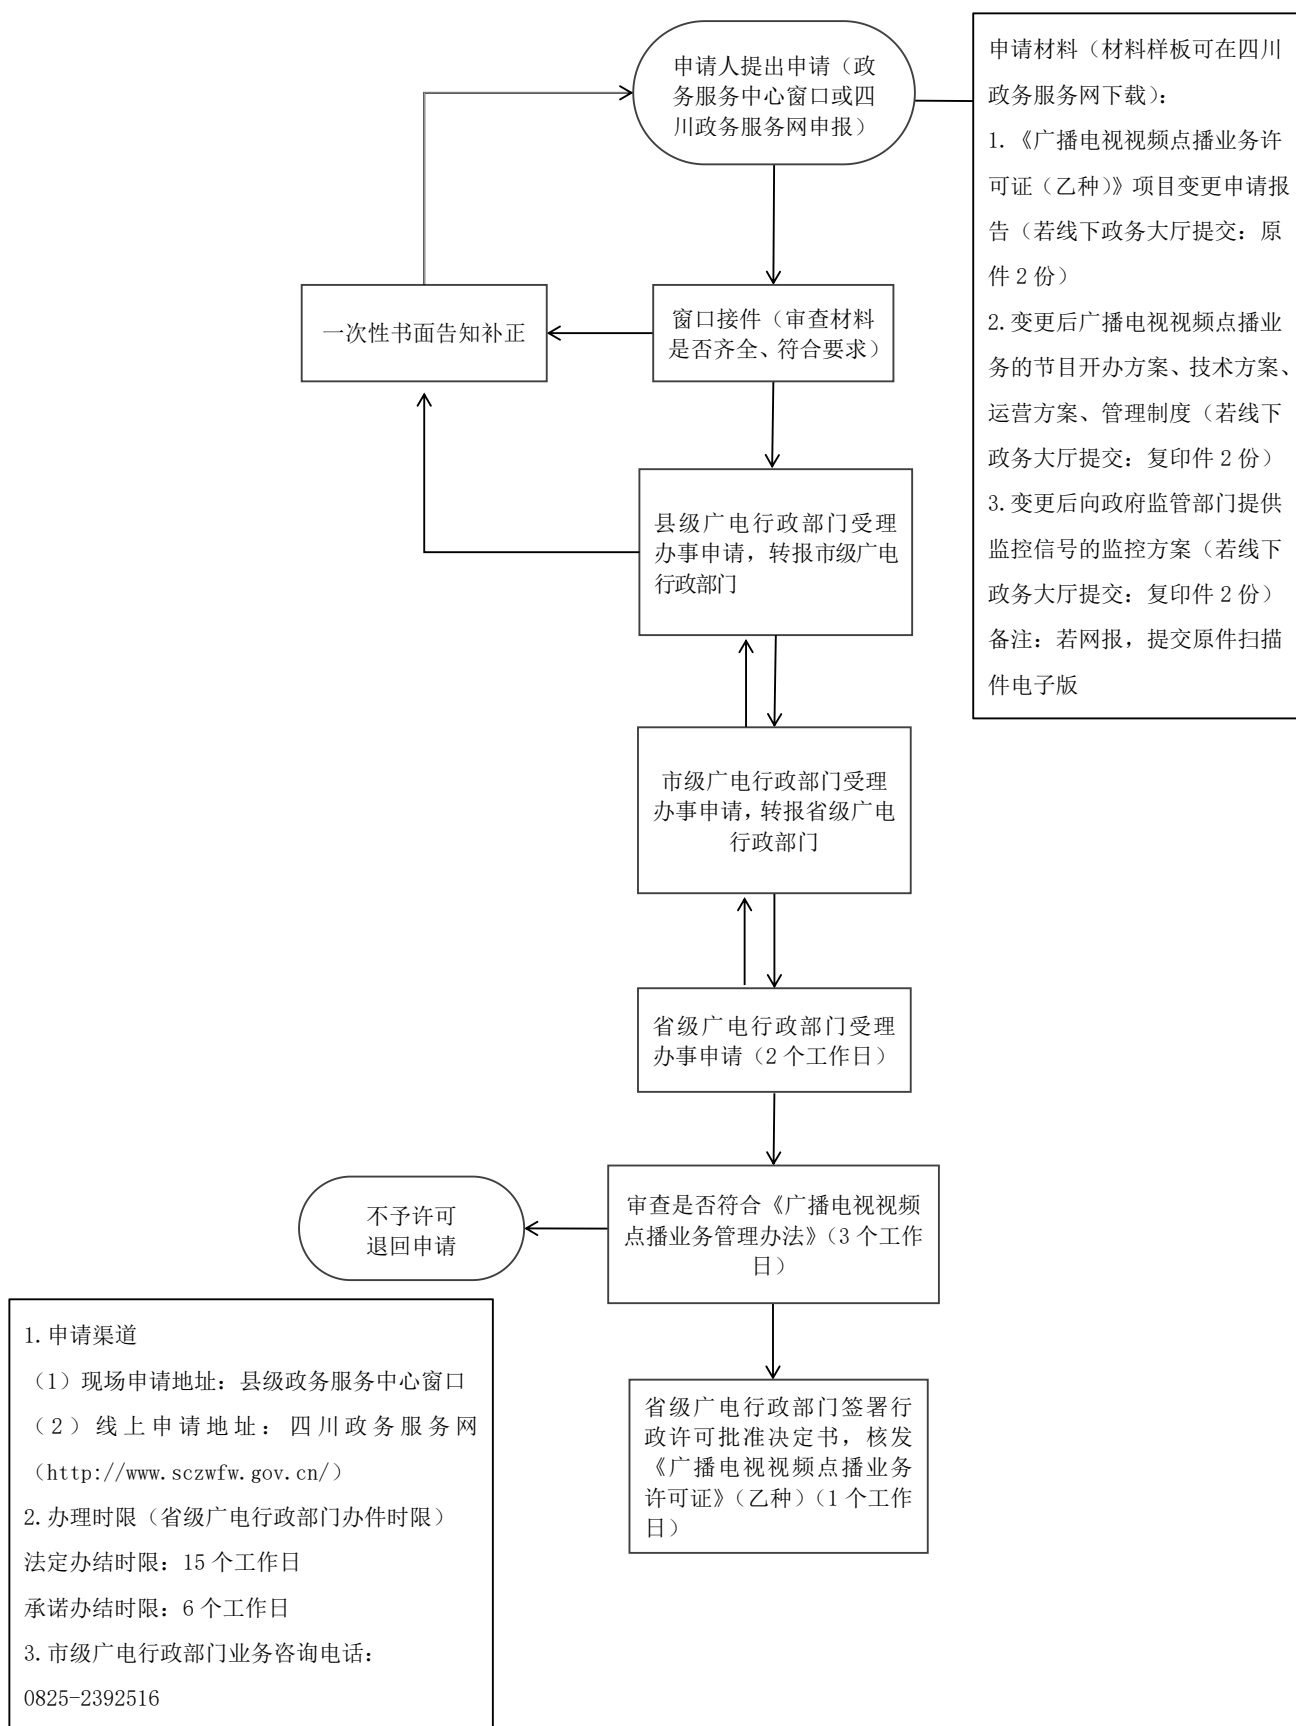 申请人提出申请（政
务服务中心窗口或四
川政务服务网申报）
申请材料（材料样板可在四川
政务服务网下载）：
1.《广播电视视频点播业务许
可证（乙种）》项目变更申请报
告（若线下政务大厅提交：原
件 2 份）
2.变更后广播电视视频点播业
务的节目开办方案、技术方案、
运营方案、管理制度（若线下
政务大厅提交：复印件 2 份）
3.变更后向政府监管部门提供
监控信号的监控方案（若线下
政务大厅提交：复印件 2 份）
备注：若网报，提交原件扫描
件电子版
一次性书面告知补正
窗口接件（审查材料
是否齐全、符合要求）
县级广电行政部门受理
办事申请，转报市级广电
行政部门
市级广电行政部门受理
办事申请，转报省级广电
行政部门
省级广电行政部门受理
办事申请（2 个工作日）
审查是否符合《广播电视视频
点播业务管理办法》（3 个工作
日）
不予许可
退回申请
省级广电行政部门签署行
政许可批准决定书，核发
《广播电视视频点播业务
许可证》（乙种）（1 个工作
日）
1.申请渠道
（1）现场申请地址：县级政务服务中心窗口
（2）线上申请地址：四川政务服务网
（http://www.sczwfw.gov.cn/）
2.办理时限（省级广电行政部门办件时限）
法定办结时限：15 个工作日
承诺办结时限：6 个工作日
3.市级广电行政部门业务咨询电话：
0825-2392516